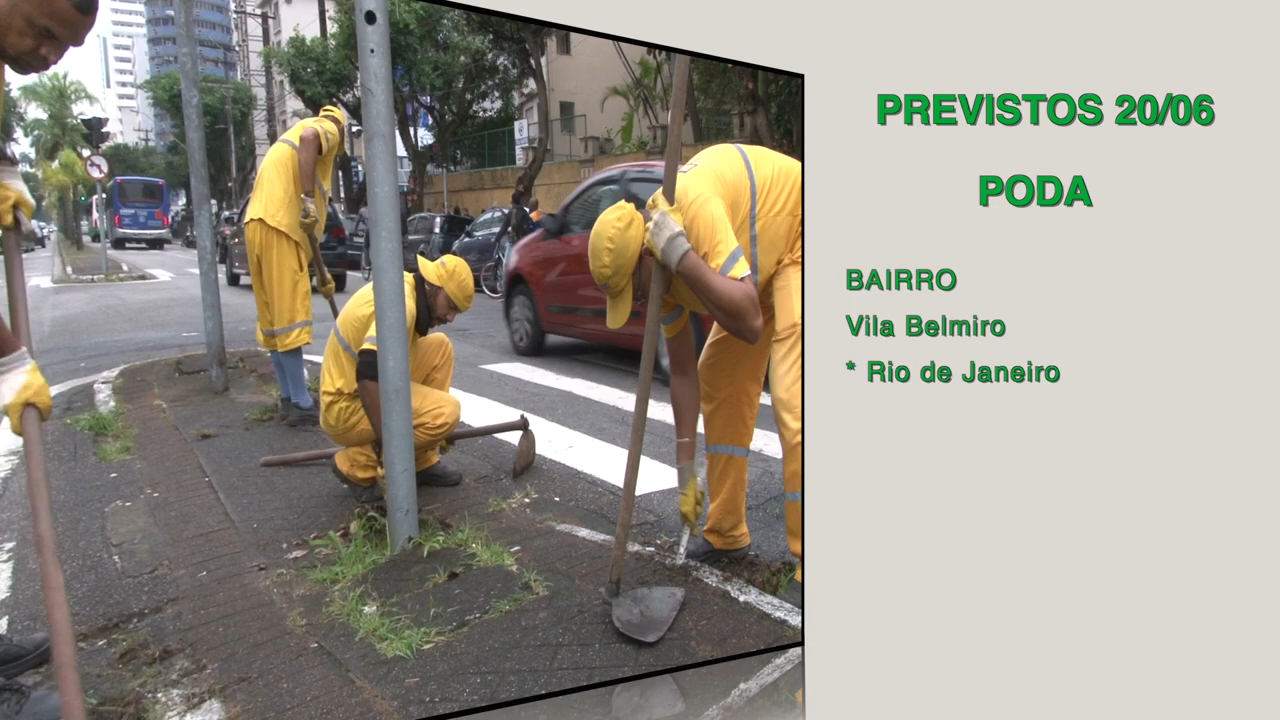 PREVISTOS 20/06
PODA
BAIRRO
Vila Belmiro
* Rio de Janeiro